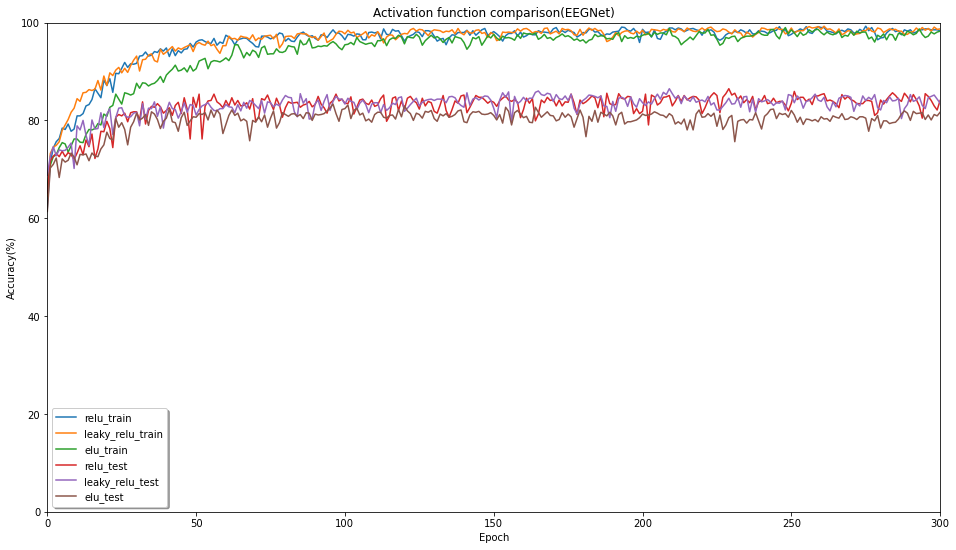 Activation function comparison(EEGNet)
100
80
60
40
20
0
Accuracy(%)
relu_train
leaky_relu_train
elu_train
relu_test
leaky_relu_test
elu_test
0 50 100 150 200 250 300
Epoch